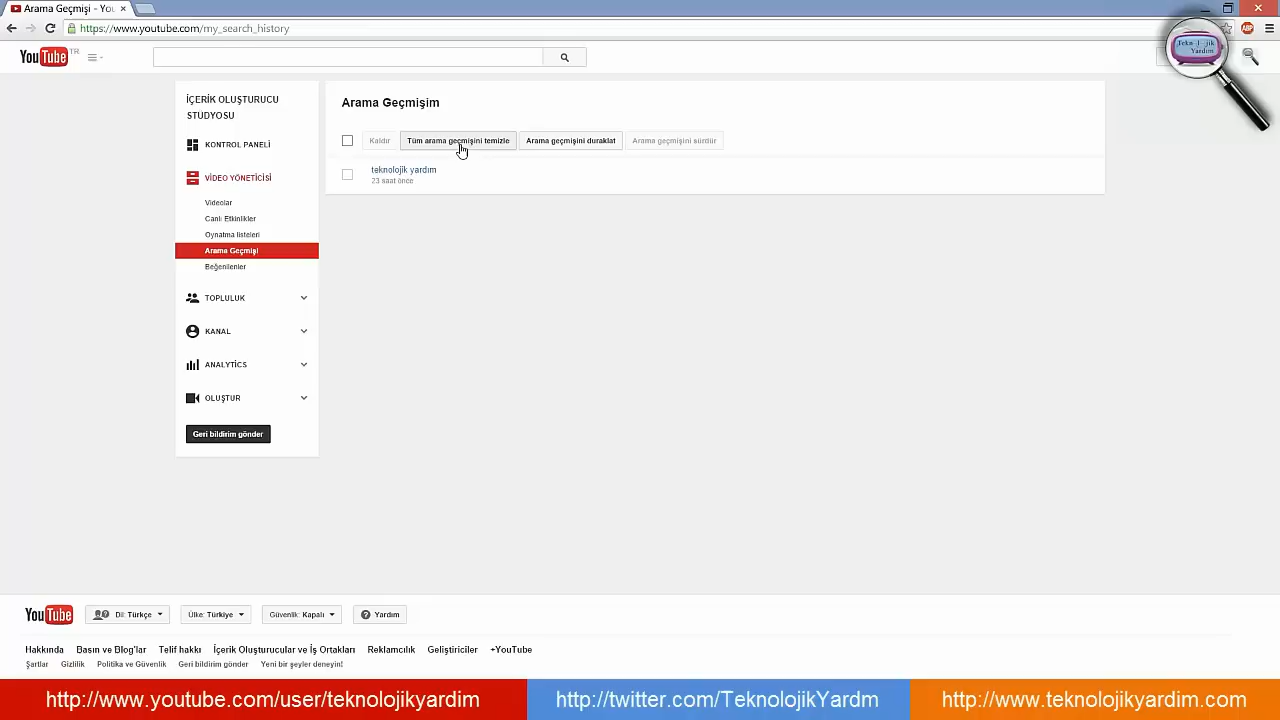 Arama Geçmişi - You
https://www.youtube.com/my_search_history
YouTube TR
Teknolojik
Yardım
İÇERİK OLUŞTURUCU
STÜDYOSU
KONTROL PANELİ
VİDEO YÖNETİCİSİ
Videolar
Canlı Etkinlikler
Oynatma listeleri
Arama Geçmişi
Beğenilenler
TOPLULUK
KANAL
ANALYTICS
OLUŞTUR
Geri bildirim gönder
Arama Geçmişim
Kaldır Tüm arama geçmişini temizle Arama geçmişini duraklat Arama geçmişini sürdür
teknolojik yardım
23 saat önce
YouTube Dil: Türkçe Ülke: Türkiye Güvenlik: Kapalı Yardım
Hakkında Basın ve Blog'lar Telif hakkı İçerik Oluşturucular ve İş Ortakları Reklamcılık Geliştiriciler +YouTube
Şartlar Gizlilik Politika ve Güvenlik Geri bildirim gönder Yeni bir şeyler deneyin!
http://www.youtube.com/user/teknolojikyardim http://twitter.com/TeknolojikYardm http://www.teknolojikyardim.com